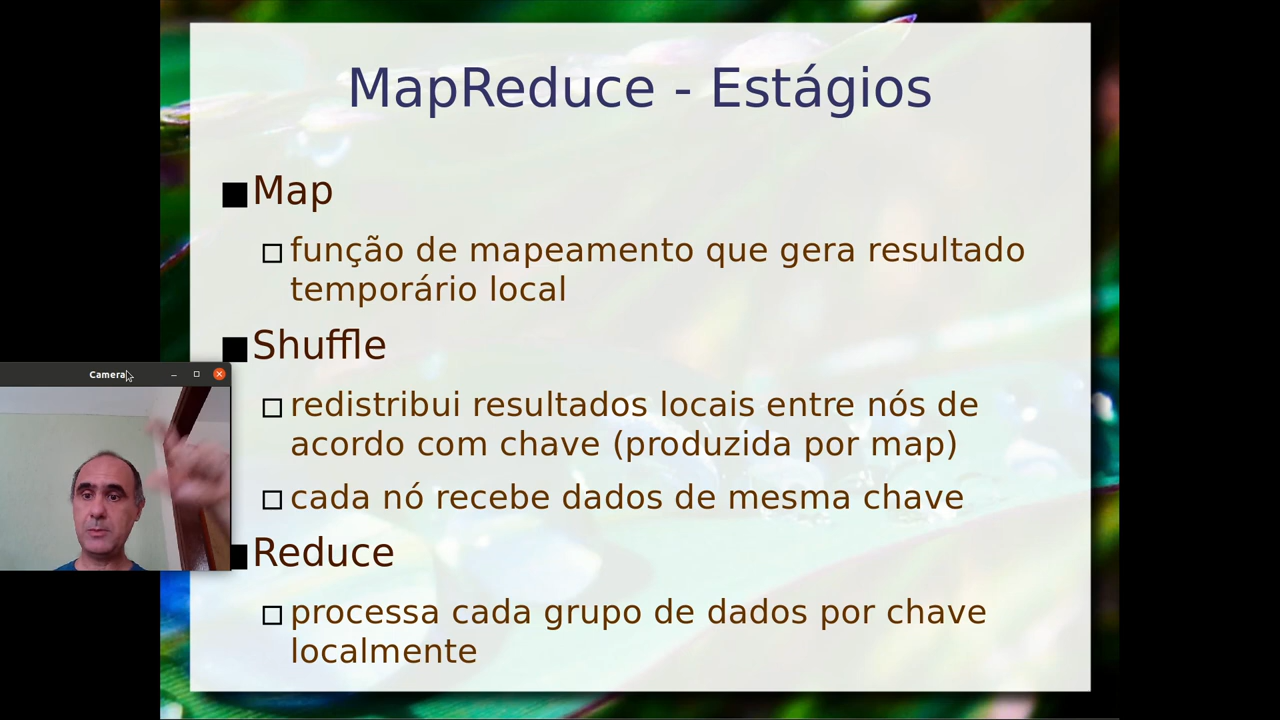 MapReduce - Estágios
Map
função de mapeamento que gera resultado
temporário local
Shuffle
redistribui resultados locais entre nós de
acordo com chave (produzida por map)
cada nó recebe dados de mesma chave
Camera
Reduce
processa cada grupo de dados por chave
localmente